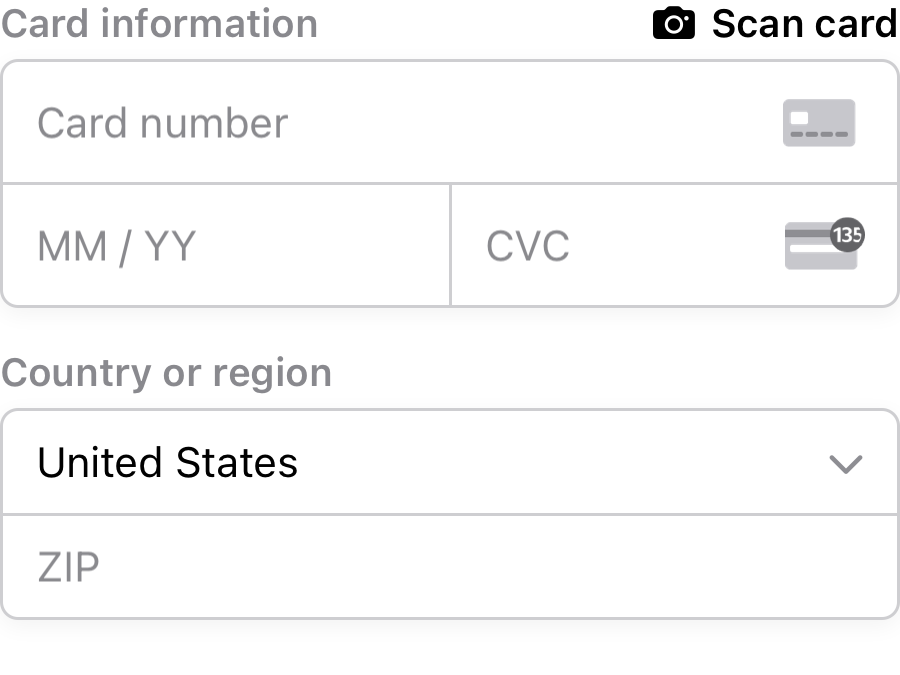 Card information Scan card
Card number
MM / YY CVC 135
Country or region
United States
ZIP